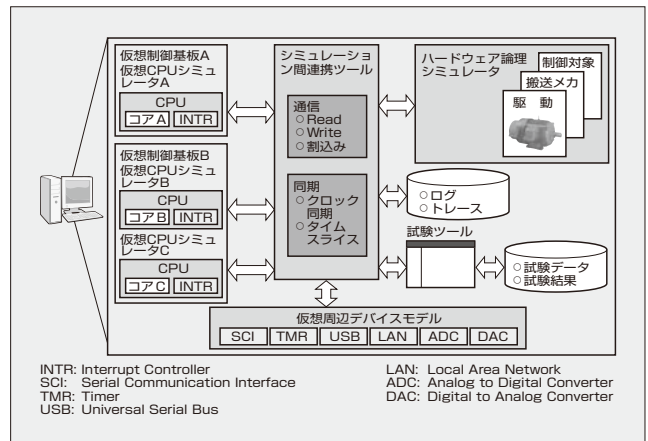 仮想制御基板A
仮想CPUシミュ
レータA
CPU
コアA
INTR
仮想制御基板B
仮想CPUシミュ
レータB
CPU
コアB
INTR
仮想CPUシミュ
レータC
CPU
コアC
INTR
シミュレーショ
ン間連携ツール
通信
○Read
○Write
○割込み
同期
○クロック
同期
○タイム
スライス
ハードウェア論理
シミュレータ
制御対象
搬送メカ
駆 動
○ログ
○トレース
試験ツール
○試験データ
○試験結果
仮想周辺デバイスモデル
SCI
TMR
USB
LAN
ADC
DAC
INTR: Interrupt Controller
SCI: Serial Communication Interface
TMR: Timer
USB: Universal Serial Bus
LAN: Local Area Network
ADC: Analog to Digital Converter
DAC: Digital to Analog Converter